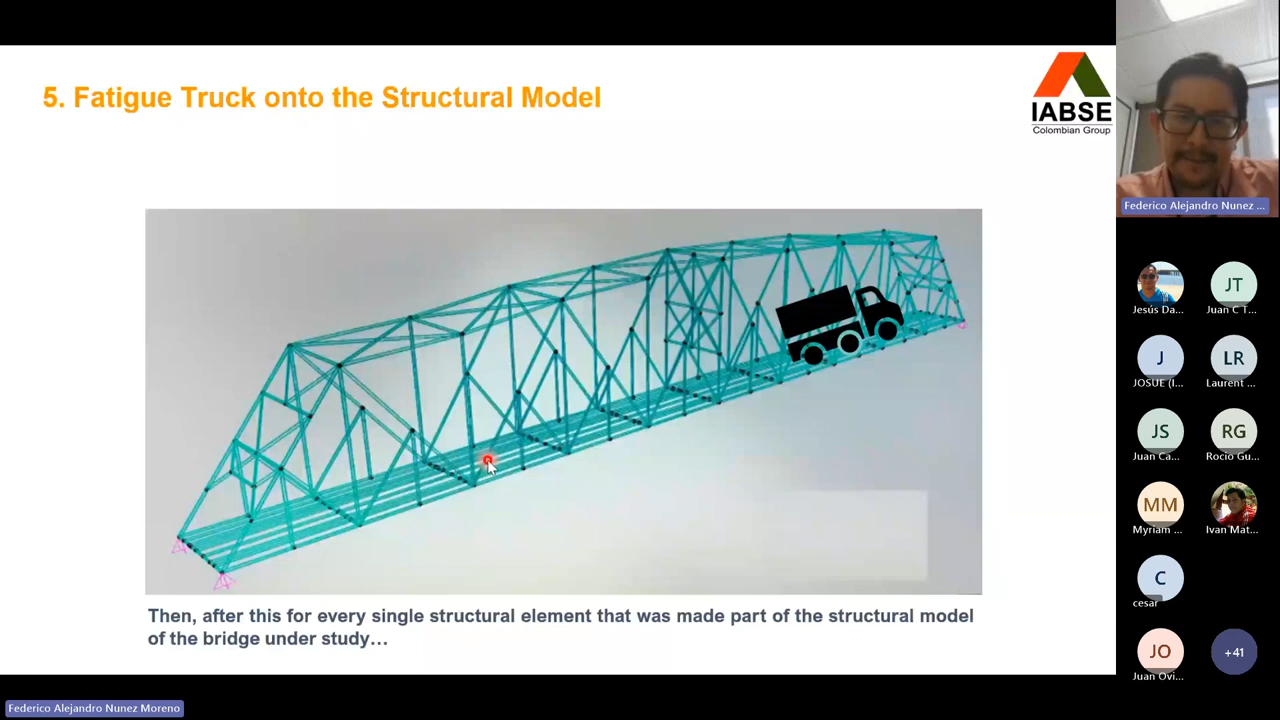 5. Fatigue Truck onto the Structural Model
IABSE
Colombian Group
Then, after this for every single structural element that was made part of the structural model
of the bridge under study…
Federico Alejandro Nunez ...
Jesús Da...
JT
Juan C T...
J
JOSUE (I...
LR
Laurent ...
JS
Juan Ca...
RG
Rocio Gu...
MM
Myriam ...
Ivan Mat...
C
cesar
JO
Juan Ovi...
+41
Federico Alejandro Nunez Moreno